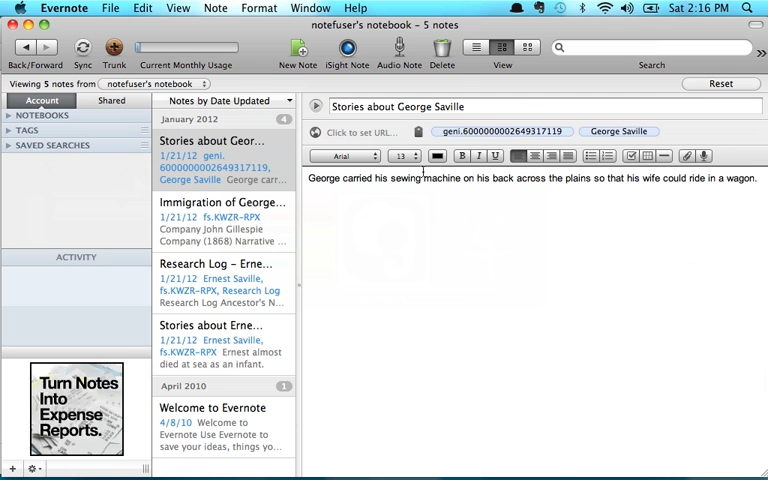 Evernote File Edit View Note Format Window Help Sat 2:16 PM
notefuser's notebook – 5 notes
Back/Forward Sync Trunk Current Monthly Usage New Note iSight Note Audio Note Delete View Search
Viewing 5 notes from notefuser's notebook Reset
Account Shared
NOTEBOOKS
TAGS
SAVED SEARCHES
ACTIVITY
Turn Notes
Into
Expense
Reports.
Notes by Date Updated
January 2012 4
Stories about Geor...
1/21/12 geni.
6000000002649317119,
George Saville George carr...
Immigration of George...
1/21/12 fs.KWZR-RPX
Company John Gillespie
Company (1868) Narrative ...
Research Log – Erne...
1/21/12 Ernest Saville,
fs.KWZR-RPX, Research Log
Research Log Ancestor's N...
Stories about Erne...
1/21/12 Ernest Saville,
fs.KWZR-RPX Ernest almost
died at sea as an infant.
April 2010 1
Welcome to Evernote
4/8/10 Welcome to
Evernote Use Evernote to
save your ideas, things yo...
Stories about George Saville
Click to set URL... geni.6000000002649317119 George Saville
Arial 13 B I U
George carried his sewing machine on his back across the plains so that his wife could ride in a wagon.